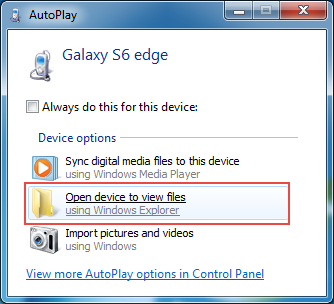 AutoPlay
Galaxy S6 edge
Always do this for this device:
Device options
Sync digital media files to this device
using Windows Media Player
Open device to view files
using Windows Explorer
Import pictures and videos
using Windows
View more AutoPlay options in Control Panel